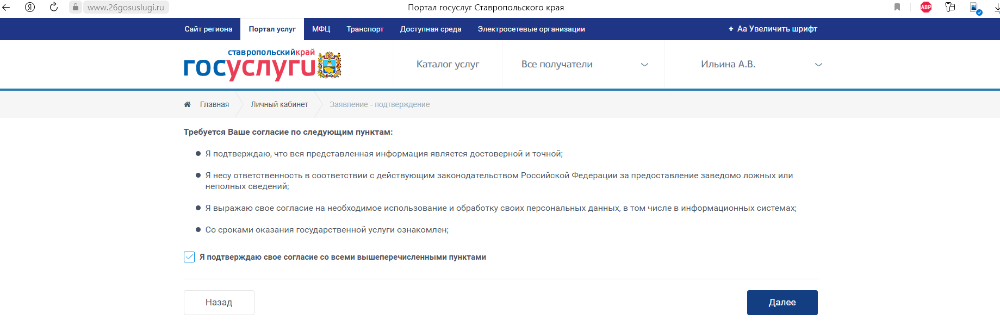 www.26gosuslugi.ru
Портал госуслуг Ставропольского края
ABP
Сайт региона
Портал услуг
МФЦ
Транспорт
Доступная среда
Электросетевые организации
+ Аа Увеличить шрифт
ставропольскийкрай
госуслуги
Каталог услуг
Все получатели
Ильина А.В.
Главная
Личный кабинет
Заявление - подтверждение
Требуется Ваше согласие по следующим пунктам:
Я подтверждаю, что вся представленная информация является достоверной и точной;
Я несу ответственность в соответствии с действующим законодательством Российской Федерации за предоставление заведомо ложных или
неполных сведений;
Я выражаю свое согласие на необходимое использование и обработку своих персональных данных, в том числе в информационных системах;
Со сроками оказания государственной услуги ознакомлен;
Я подтверждаю свое согласие со всеми вышеперечисленными пунктами
Назад
Далее